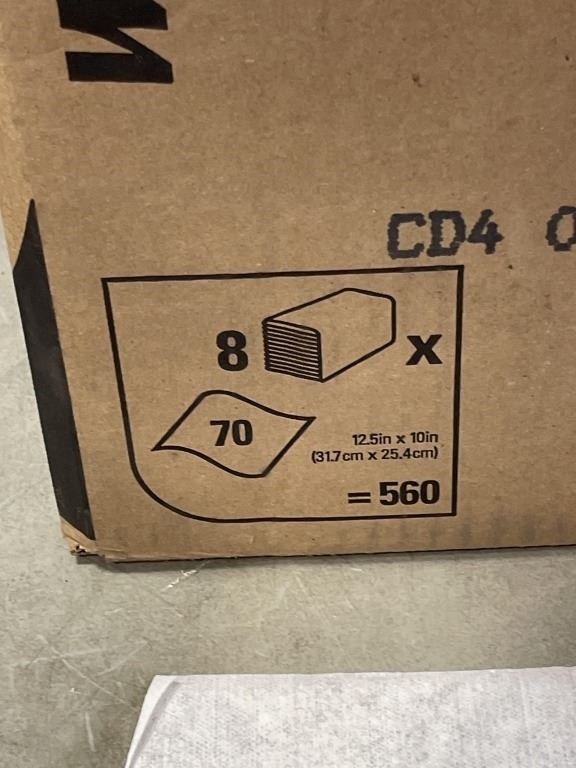 CD4
8 X
70
12.5in x 10in
(31.7cm x 25.4cm)
= 560